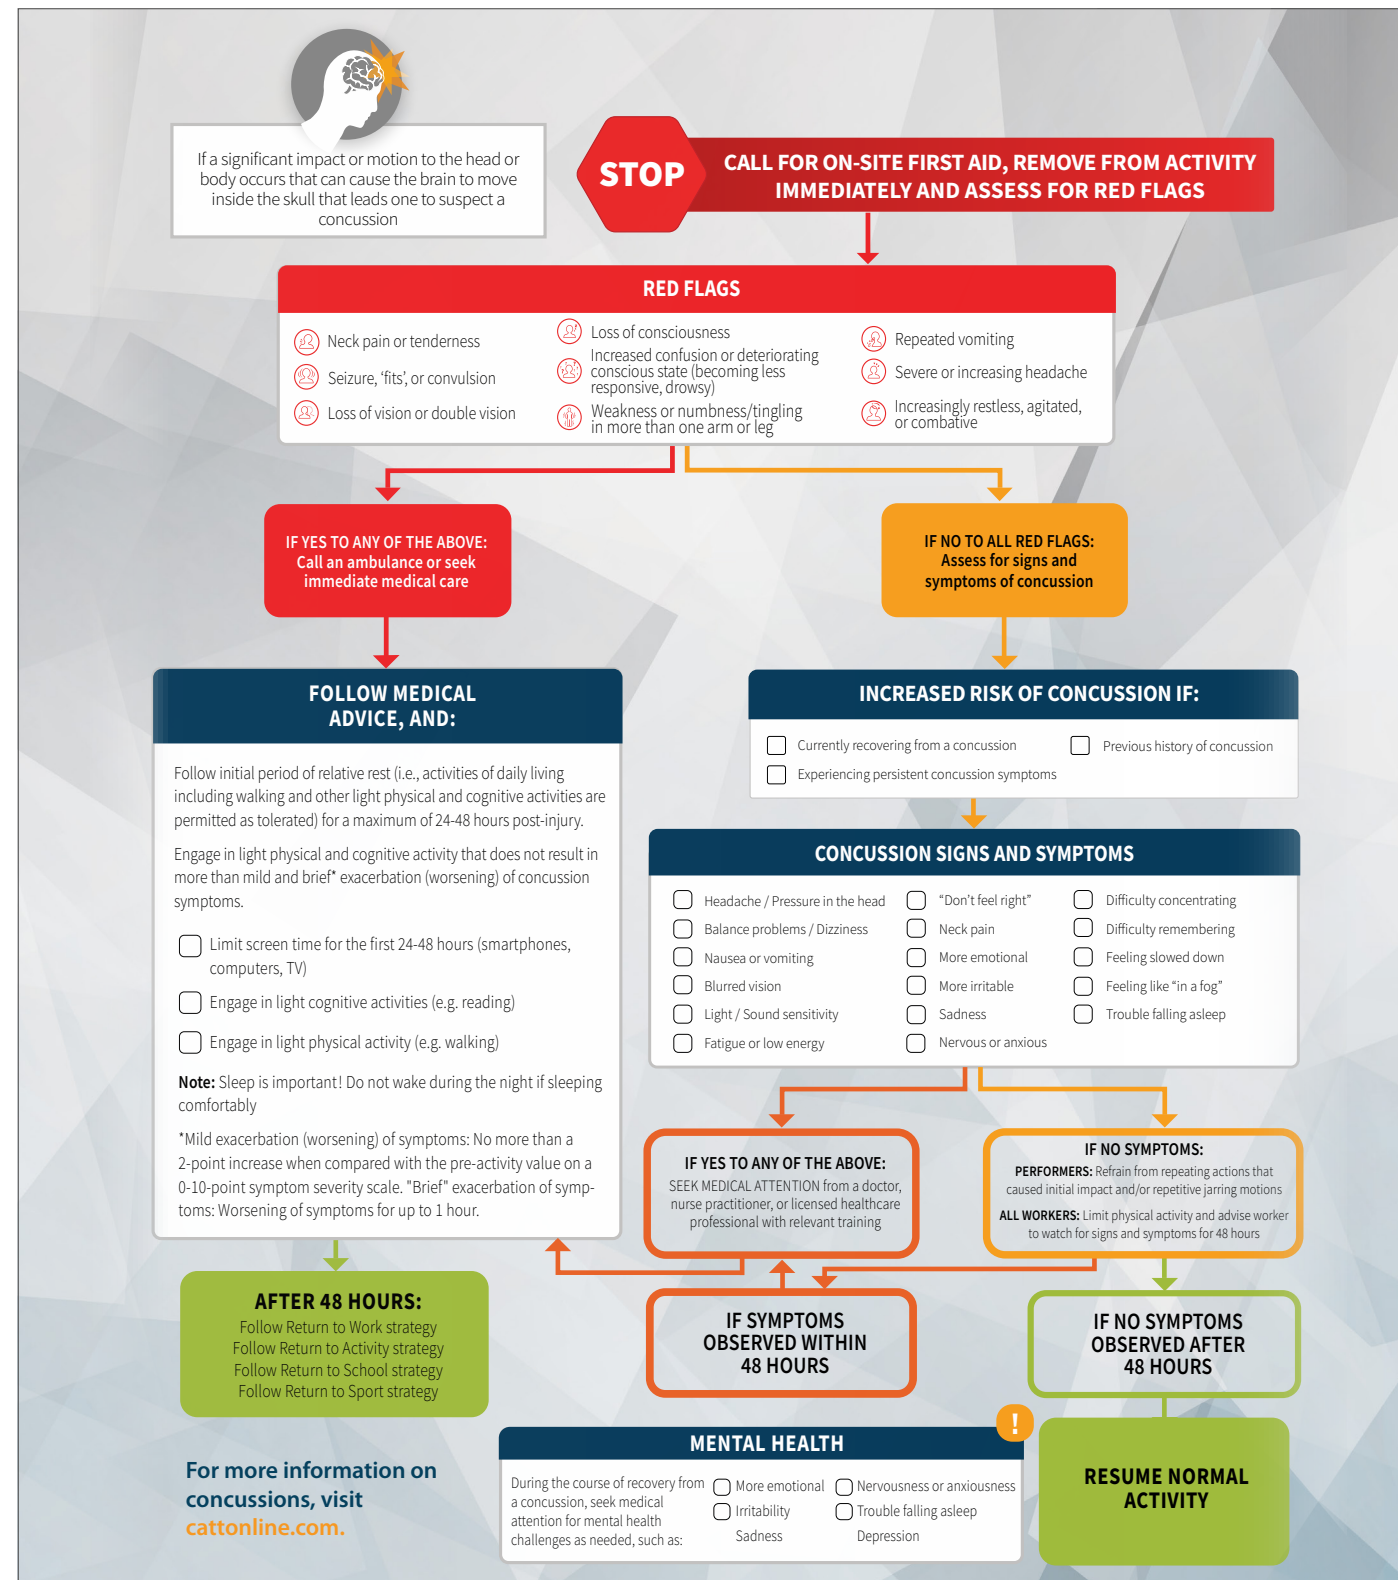 If a significant impact or motion to the head or
body occurs that can cause the brain to move
inside the skull that leads one to suspect a
concussion
STOP
CALL FOR ON-SITE FIRST AID, REMOVE FROM ACTIVITY
IMMEDIATELY AND ASSESS FOR RED FLAGS
RED FLAGS
Neck pain or tenderness
Seizure, ‘fits’, or convulsion
Loss of vision or double vision
Loss of consciousness
Increased confusion or deteriorating
conscious state (becoming less
responsive, drowsy)
Weakness or numbness/tingling
in more than one arm or leg
Repeated vomiting
Severe or increasing headache
Increasingly restless, agitated,
or combative
IF YES TO ANY OF THE ABOVE:
Call an ambulance or seek
immediate medical care
IF NO TO ALL RED FLAGS:
Assess for signs and
symptoms of concussion
FOLLOW MEDICAL
ADVICE, AND:
Follow initial period of relative rest (i.e., activities of daily living
including walking and other light physical and cognitive activities are
permitted as tolerated) for a maximum of 24-48 hours post-injury.
Engage in light physical and cognitive activity that does not result in
more than mild and brief* exacerbation (worsening) of concussion
symptoms.
Limit screen time for the first 24-48 hours (smartphones,
computers, TV)
Engage in light cognitive activities (e.g. reading)
Engage in light physical activity (e.g. walking)
Note: Sleep is important! Do not wake during the night if sleeping
comfortably
*Mild exacerbation (worsening) of symptoms: No more than a
2-point increase when compared with the pre-activity value on a
0-10-point symptom severity scale. "Brief" exacerbation of symp-
toms: Worsening of symptoms for up to 1 hour.
INCREASED RISK OF CONCUSSION IF:
Currently recovering from a concussion
Experiencing persistent concussion symptoms
Previous history of concussion
CONCUSSION SIGNS AND SYMPTOMS
Headache / Pressure in the head
Balance problems / Dizziness
Nausea or vomiting
Blurred vision
Light / Sound sensitivity
Fatigue or low energy
“Don’t feel right”
Neck pain
More emotional
More irritable
Sadness
Nervous or anxious
Difficulty concentrating
Difficulty remembering
Feeling slowed down
Feeling like “in a fog”
Trouble falling asleep
IF YES TO ANY OF THE ABOVE:
SEEK MEDICAL ATTENTION from a doctor,
nurse practitioner, or licensed healthcare
professional with relevant training
IF NO SYMPTOMS:
PERFORMERS: Refrain from repeating actions that
caused initial impact and/or repetitive jarring motions
ALL WORKERS: Limit physical activity and advise worker
to watch for signs and symptoms for 48 hours
AFTER 48 HOURS:
Follow Return to Work strategy
Follow Return to Activity strategy
Follow Return to School strategy
Follow Return to Sport strategy
IF SYMPTOMS
OBSERVED WITHIN
48 HOURS
IF NO SYMPTOMS
OBSERVED AFTER
48 HOURS
RESUME NORMAL
ACTIVITY
!
MENTAL HEALTH
During the course of recovery from
a concussion, seek medical
attention for mental health
challenges as needed, such as:
More emotional
Irritability
Sadness
Nervousness or anxiousness
Trouble falling asleep
Depression
For more information on
concussions, visit
cattonline.com.